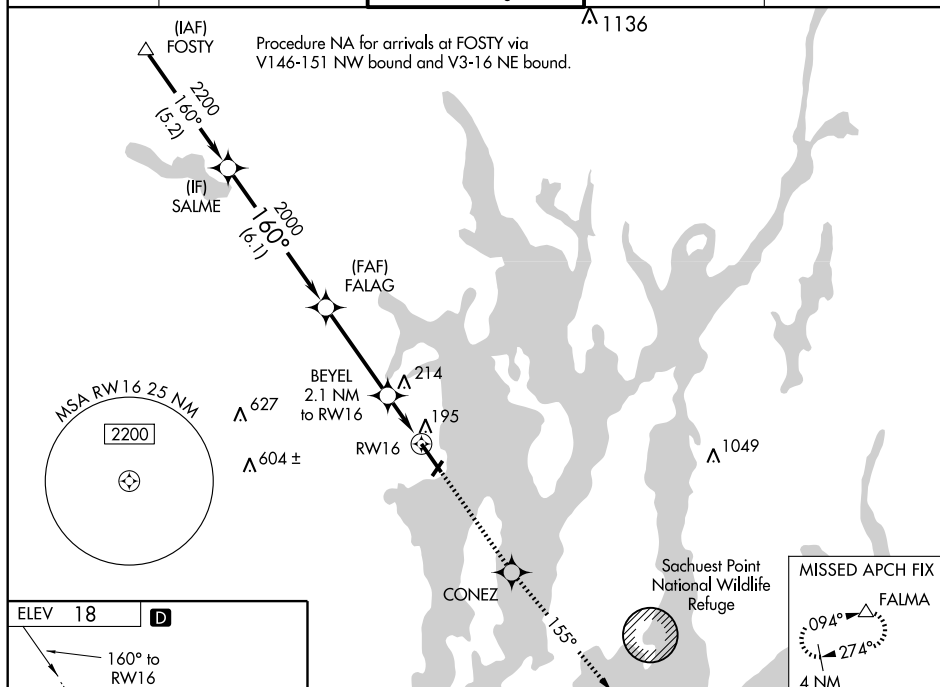 (IAF)
FOSTY
Procedure NA for arrivals at FOSTY via
V146-151 NW bound and V3-16 NE bound.
1136
2200
160°
(5.2)
(IF)
SALME
2000
160°
(6.1)
(FAF)
FALAG
BEYEL
2.1 NM
to RW16
214
195
RW16
MSA RW16 25 NM
2200
627
604 ±
1049
CONEZ
155°
Sachuest Point
National Wildlife
Refuge
MISSED APCH FIX
FALMA
094°
274°
4 NM
ELEV 18 D
160° to
RW16